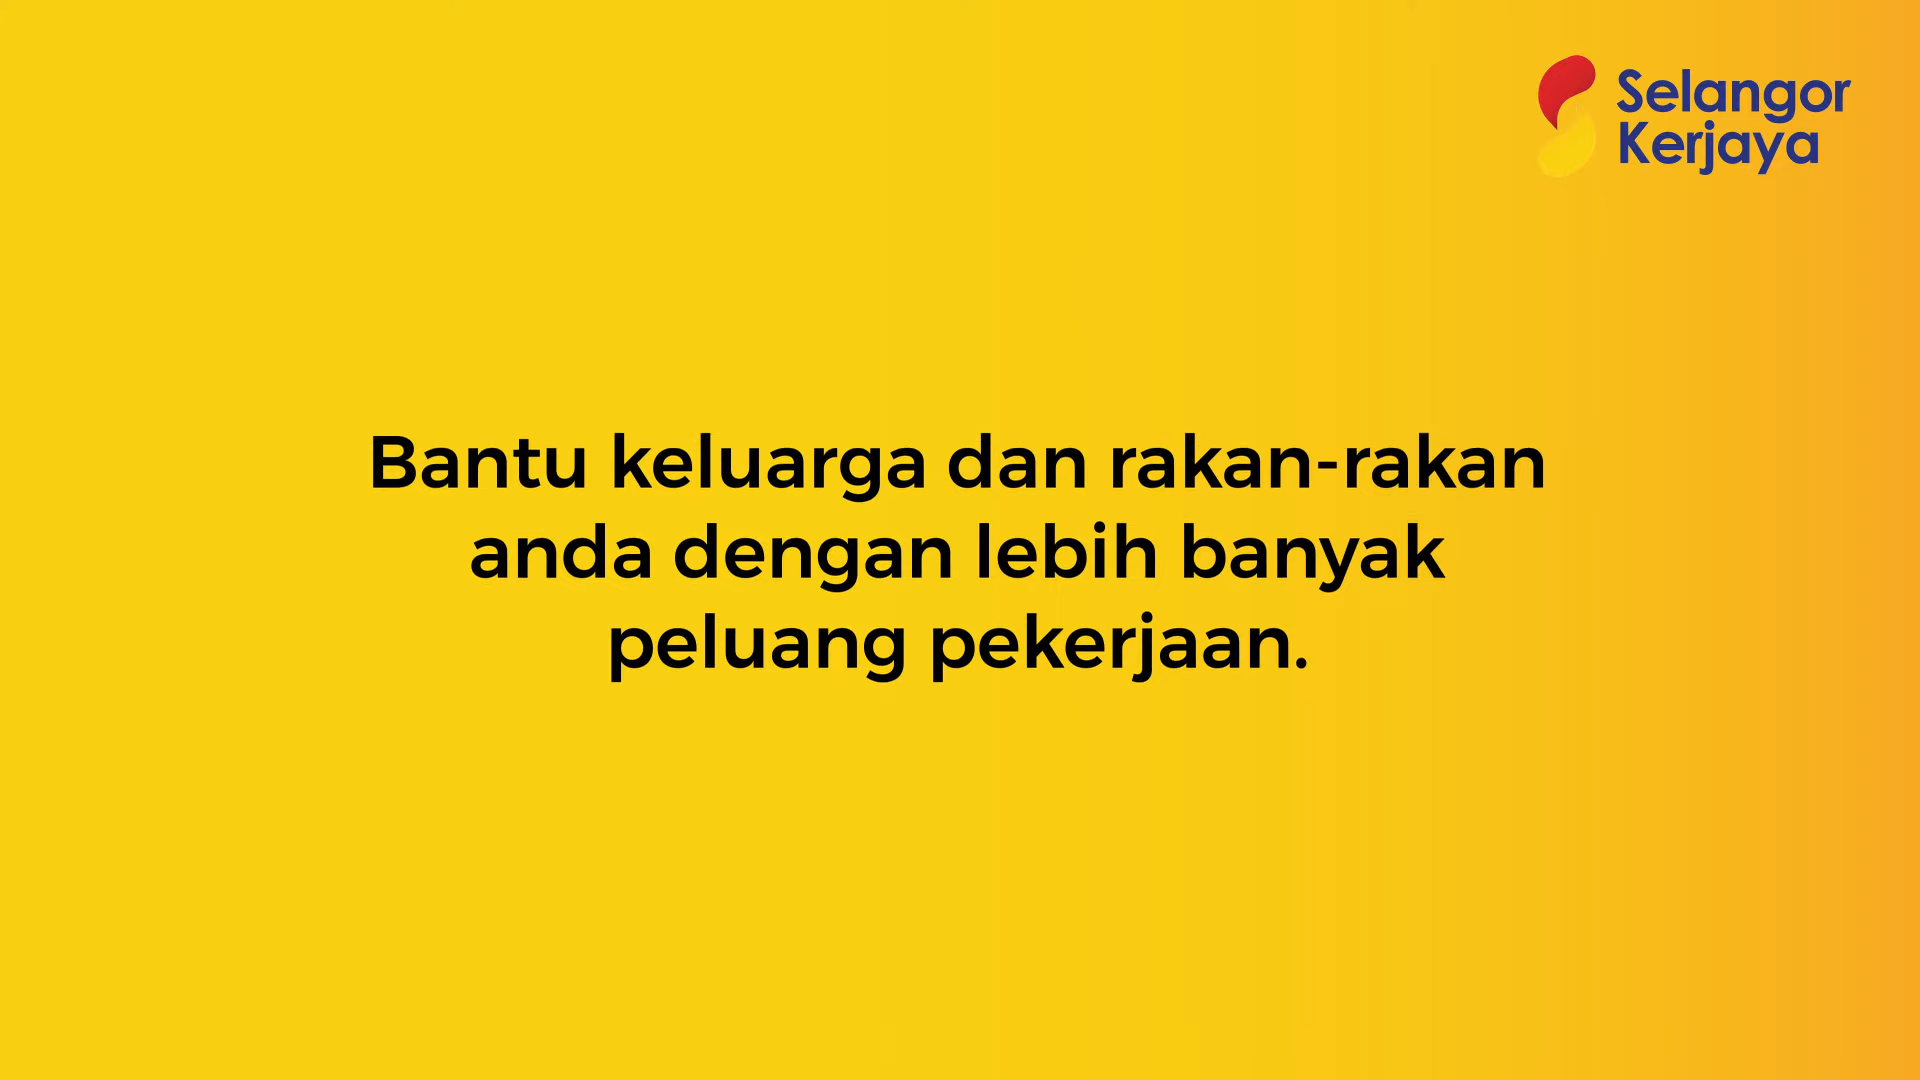 Selangor
Kerjaya
Bantu keluarga dan rakan-rakan
anda dengan lebih banyak
peluang pekerjaan.